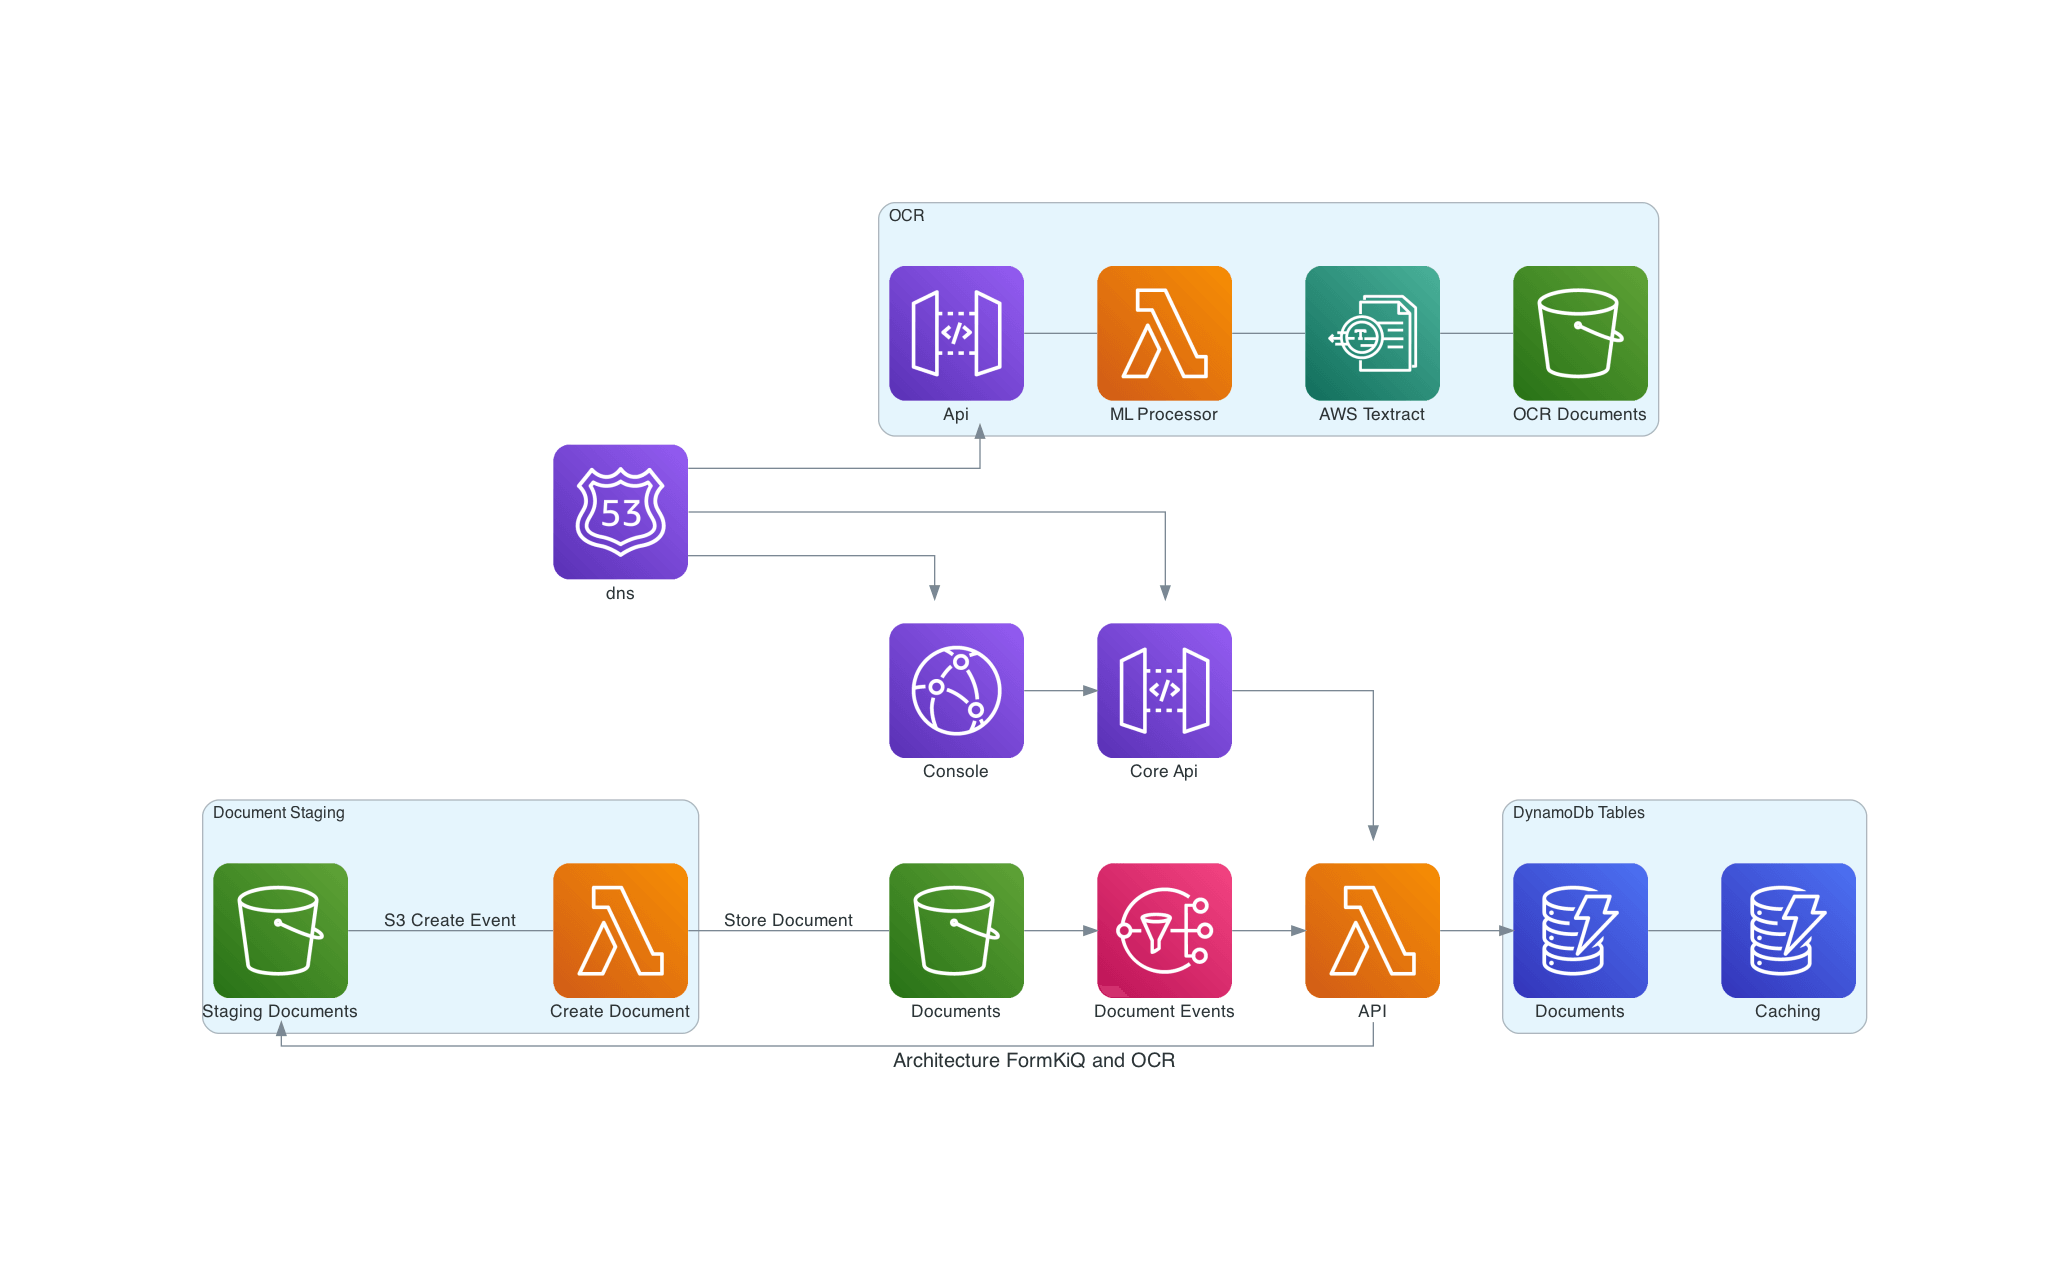 OCR
Api
ML Processor
AWS Textract
OCR Documents
53
dns
Console
Core Api
Document Staging
DynamoDb Tables
S3 Create Event
Store Document
Staging Documents
Create Document
Documents
Document Events
API
Documents
Caching
Architecture FormKiQ and OCR